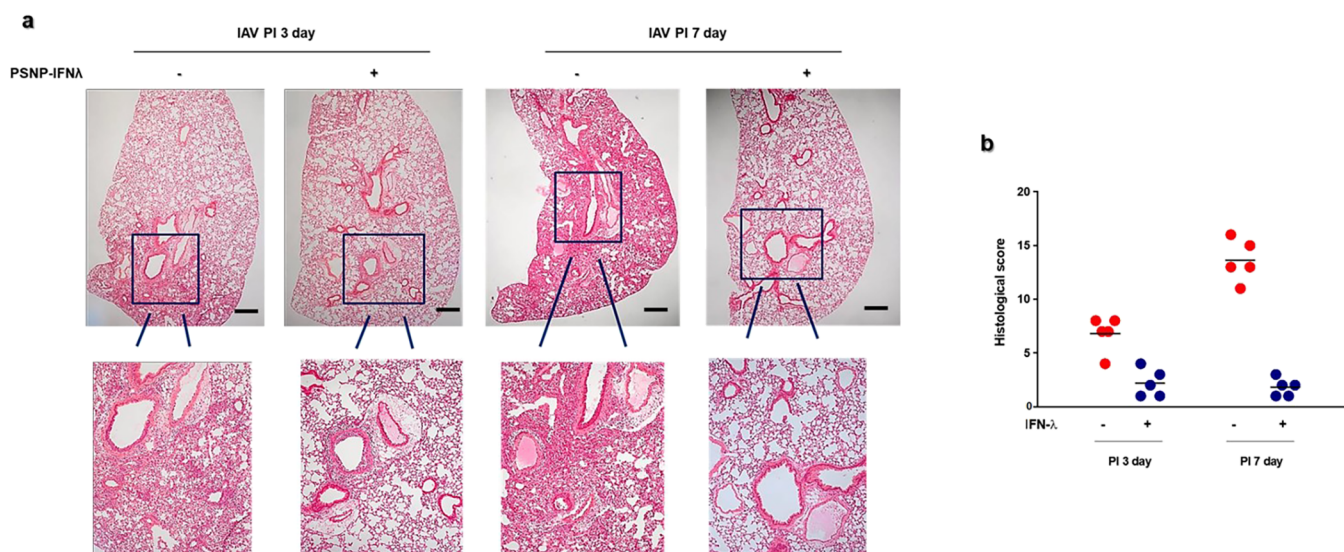 a
IAV PI 3 day
IAV PI 7 day
PSNP-IFNλ
-
+
-
+
b
20
15
10
5
0
Histological score
IFN-λ
-
+
-
+
PI 3 day
PI 7 day